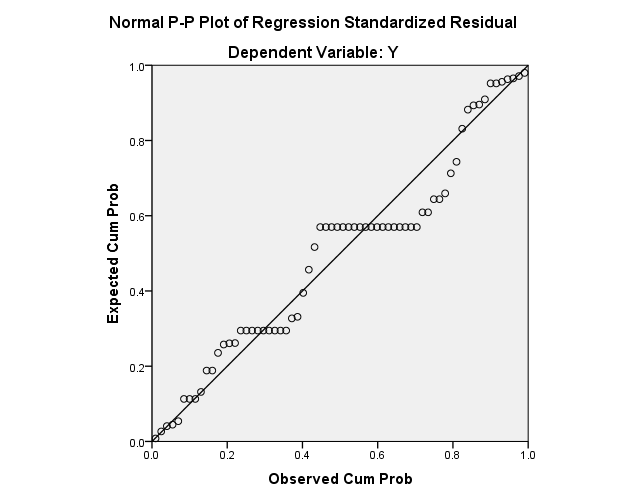 Normal P-P Plot of Regression Standardized Residual
Dependent Variable: Y
1.0
0.8
0.6
0.4
0.2
0.0
Expected Cum Prob
0.0 0.2 0.4 0.6 0.8 1.0
Observed Cum Prob